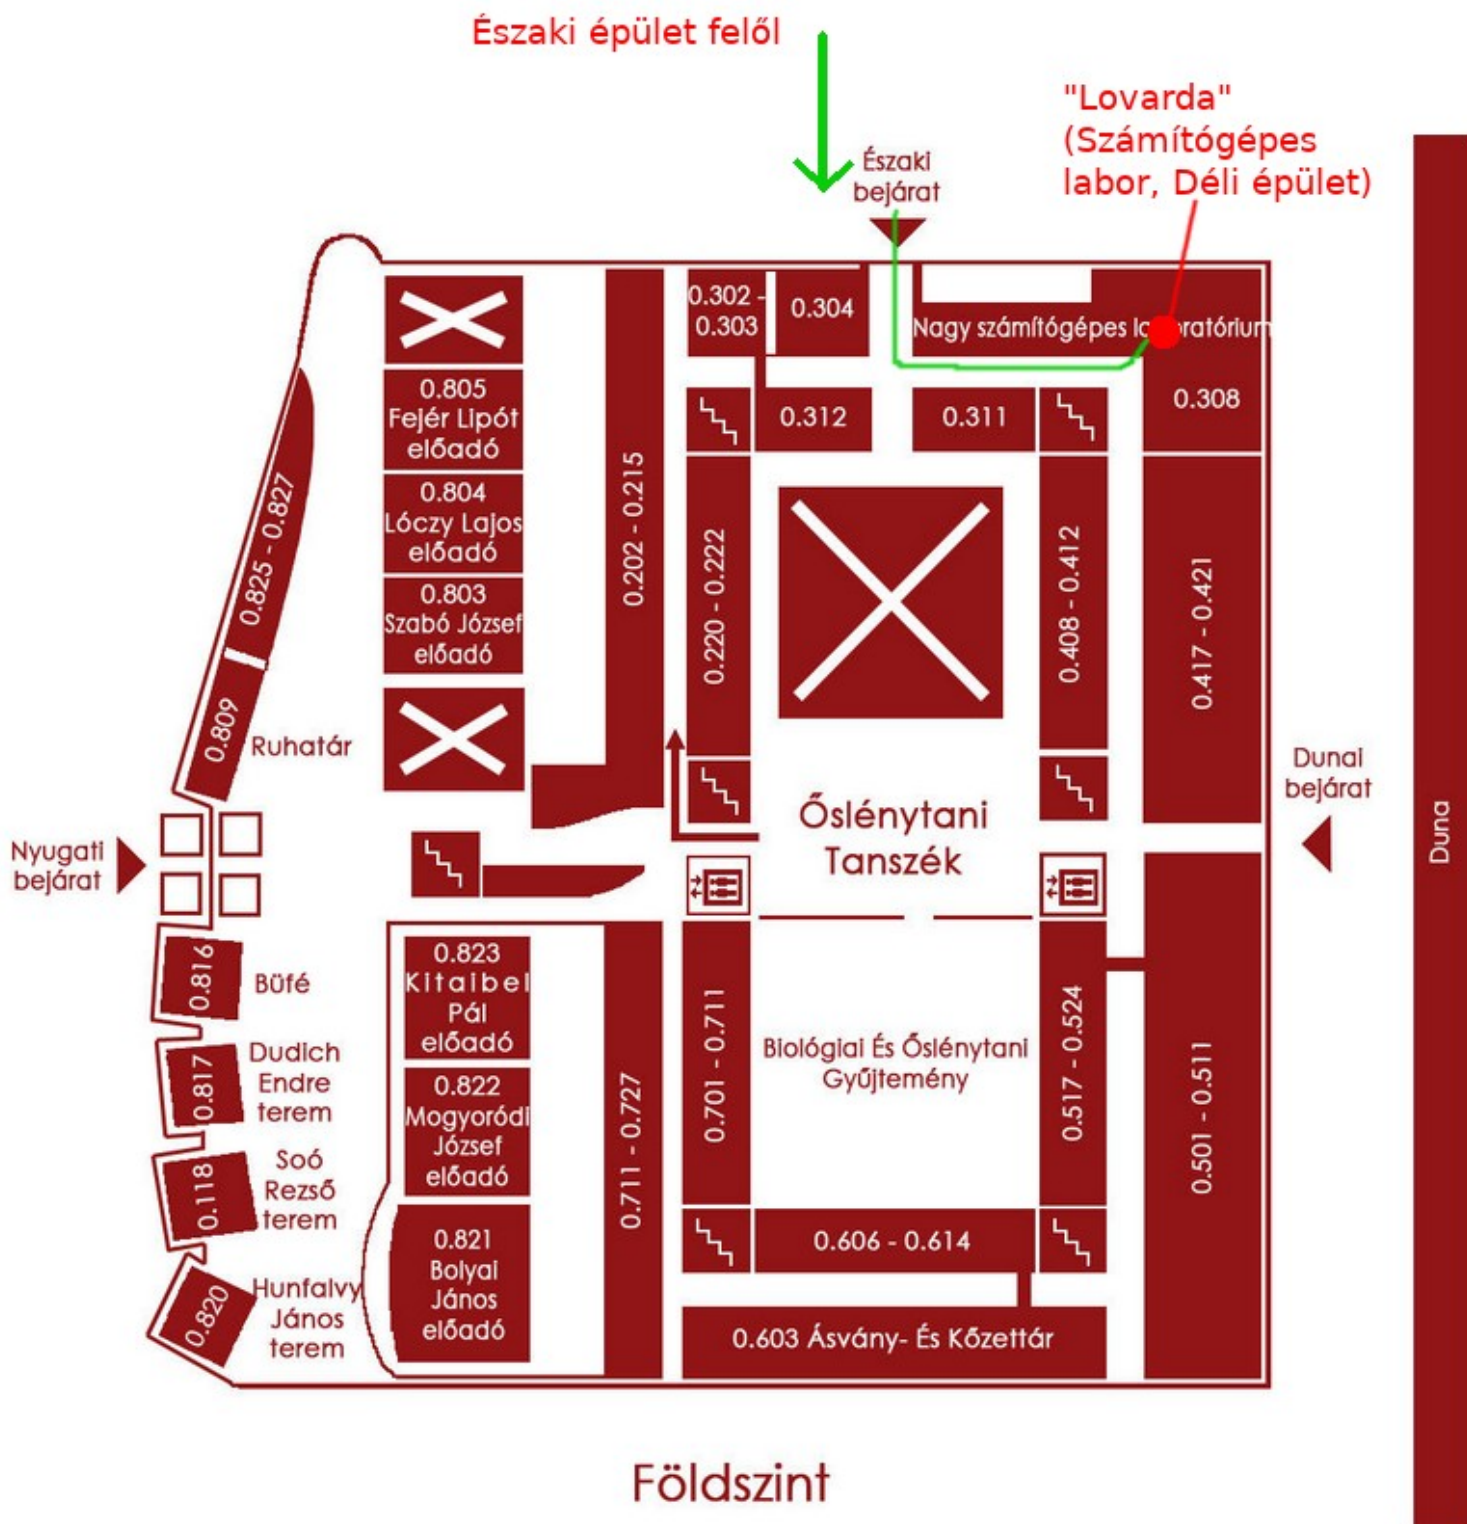 Északi épület felől
"Lovarda"
(Számítógépes
labor, Déli épület)
Északi
bejárat
0.302 -
0.303
0.304
Nagy számítógépes laboratórium
0.805
Fejér Lipót
előadó
0.312
0.311
0.308
0.804
Lóczy Lajos
előadó
0.803
Szabó József
előadó
0.825 - 0.827
0.202 - 0.215
0.220 - 0.222
0.408 - 0.412
0.417 - 0.421
0.809
Ruhatár
Dunai
bejárat
Őslénytani
Tanszék
Duna
Nyugati
bejárat
0.816
Büfé
0.823
Kitaibel
Pál
előadó
0.701 - 0.711
Biológiai És Őslénytani
Gyűjtemény
0.517 - 0.524
0.501 - 0.511
0.817
Dudich
Endre
terem
0.822
Mogyoródi
József
előadó
0.711 - 0.727
0.118
Soó
Rezső
terem
0.821
Bolyai
János
előadó
0.606 - 0.614
0.820
Hunfalvy
János
terem
0.603 Ásvány- És Kőzettár
Földszint